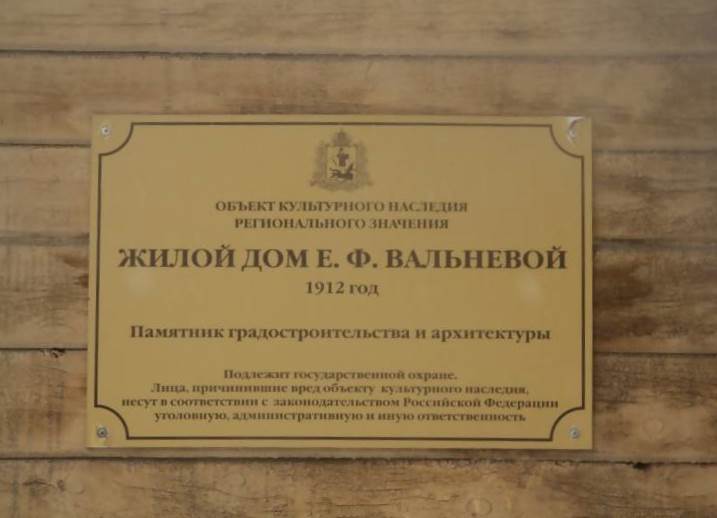 ОБЪЕКТ КУЛЬТУРНОГО НАСЛЕДИЯ
РЕГИОНАЛЬНОГО ЗНАЧЕНИЯ
ЖИЛОЙ ДОМ Е. Ф. ВАЛЬНЕВОЙ
1912 год
Памятник градостроительства и архитектуры
Подлежит государственной охране.
Лица, причинившие вред объекту культурного наследия,
несут в соответствии с законодательством Российской Федерации
уголовную, административную и иную ответственность